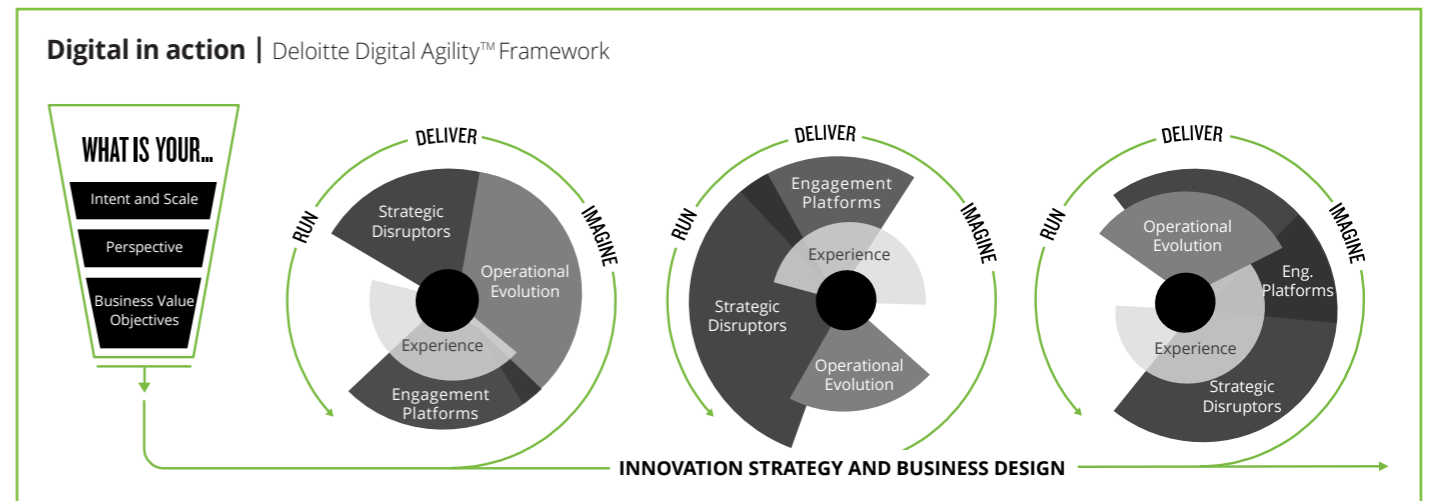 Digital in action | Deloitte Digital Agility™ Framework
WHAT IS YOUR...
Intent and Scale
Perspective
Business Value
Objectives
DELIVER
RUN
IMAGINE
Strategic
Disruptors
Operational
Evolution
Experience
Engagement
Platforms
DELIVER
RUN
IMAGINE
Engagement
Platforms
Experience
Strategic
Disruptors
Operational
Evolution
DELIVER
RUN
IMAGINE
Operational
Evolution
Eng.
Platforms
Experience
Strategic
Disruptors
INNOVATION STRATEGY AND BUSINESS DESIGN